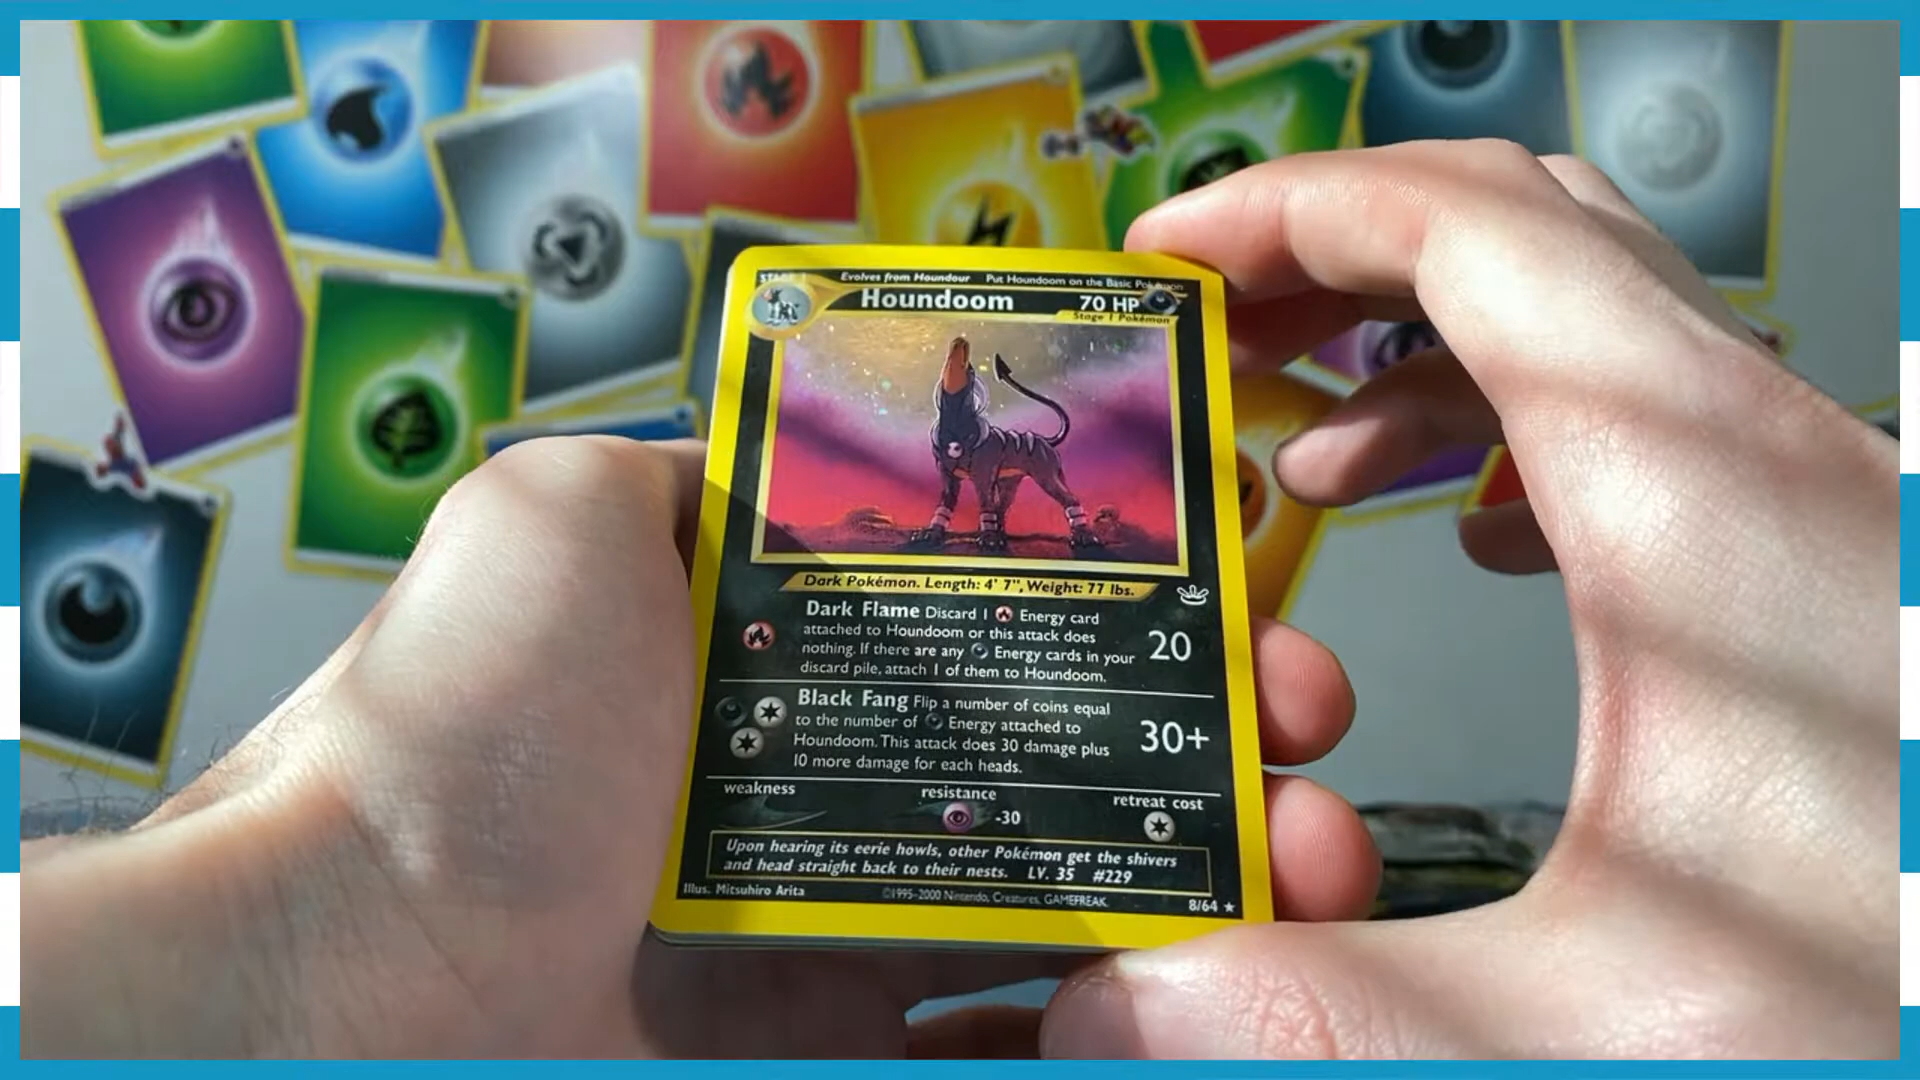 STAGE 1 Evolves from Houndour Put Houndoom on the Basic Pokémon
Houndoom 70 HP
Stage 1 Pokémon
Dark Pokémon. Length: 4' 7", Weight: 77 lbs.
Dark Flame Discard 1 Energy card
attached to Houndoom or this attack does
nothing. If there are any Energy cards in your
discard pile, attach 1 of them to Houndoom.
20
Black Fang Flip a number of coins equal
to the number of Energy attached to
Houndoom. This attack does 30 damage plus
10 more damage for each heads.
30+
weakness resistance retreat cost
-30
Upon hearing its eerie howls, other Pokémon get the shivers
and head straight back to their nests. LV. 35 #229
Illus. Mitsuhiro Arita ©1995-2000 Nintendo, Creatures, GAMEFREAK. 8/64